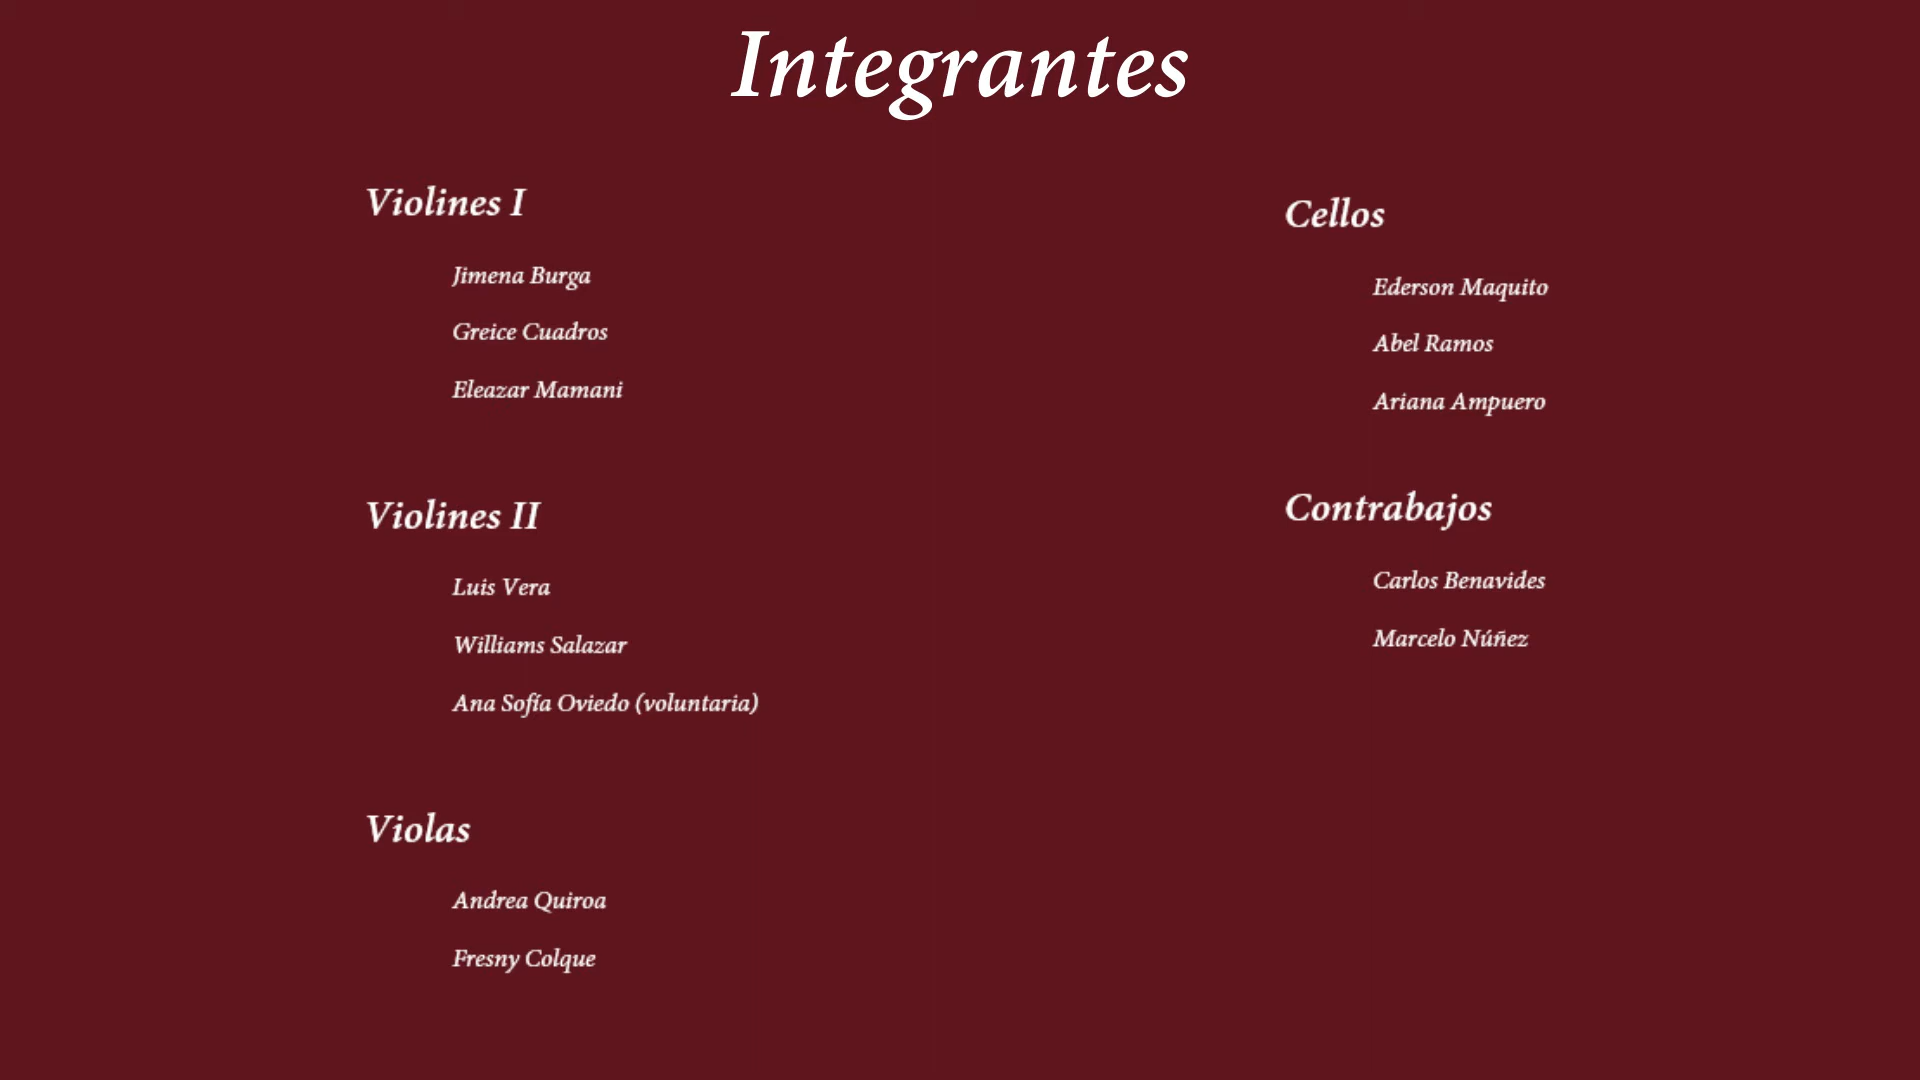 Integrantes
Violines I
Jimena Burga
Greice Cuadros
Eleazar Mamani
Violines II
Luis Vera
Williams Salazar
Ana Sofía Oviedo (voluntaria)
Violas
Andrea Quiroa
Fresny Colque
Cellos
Ederson Maquito
Abel Ramos
Ariana Ampuero
Contrabajos
Carlos Benavides
Marcelo Núñez